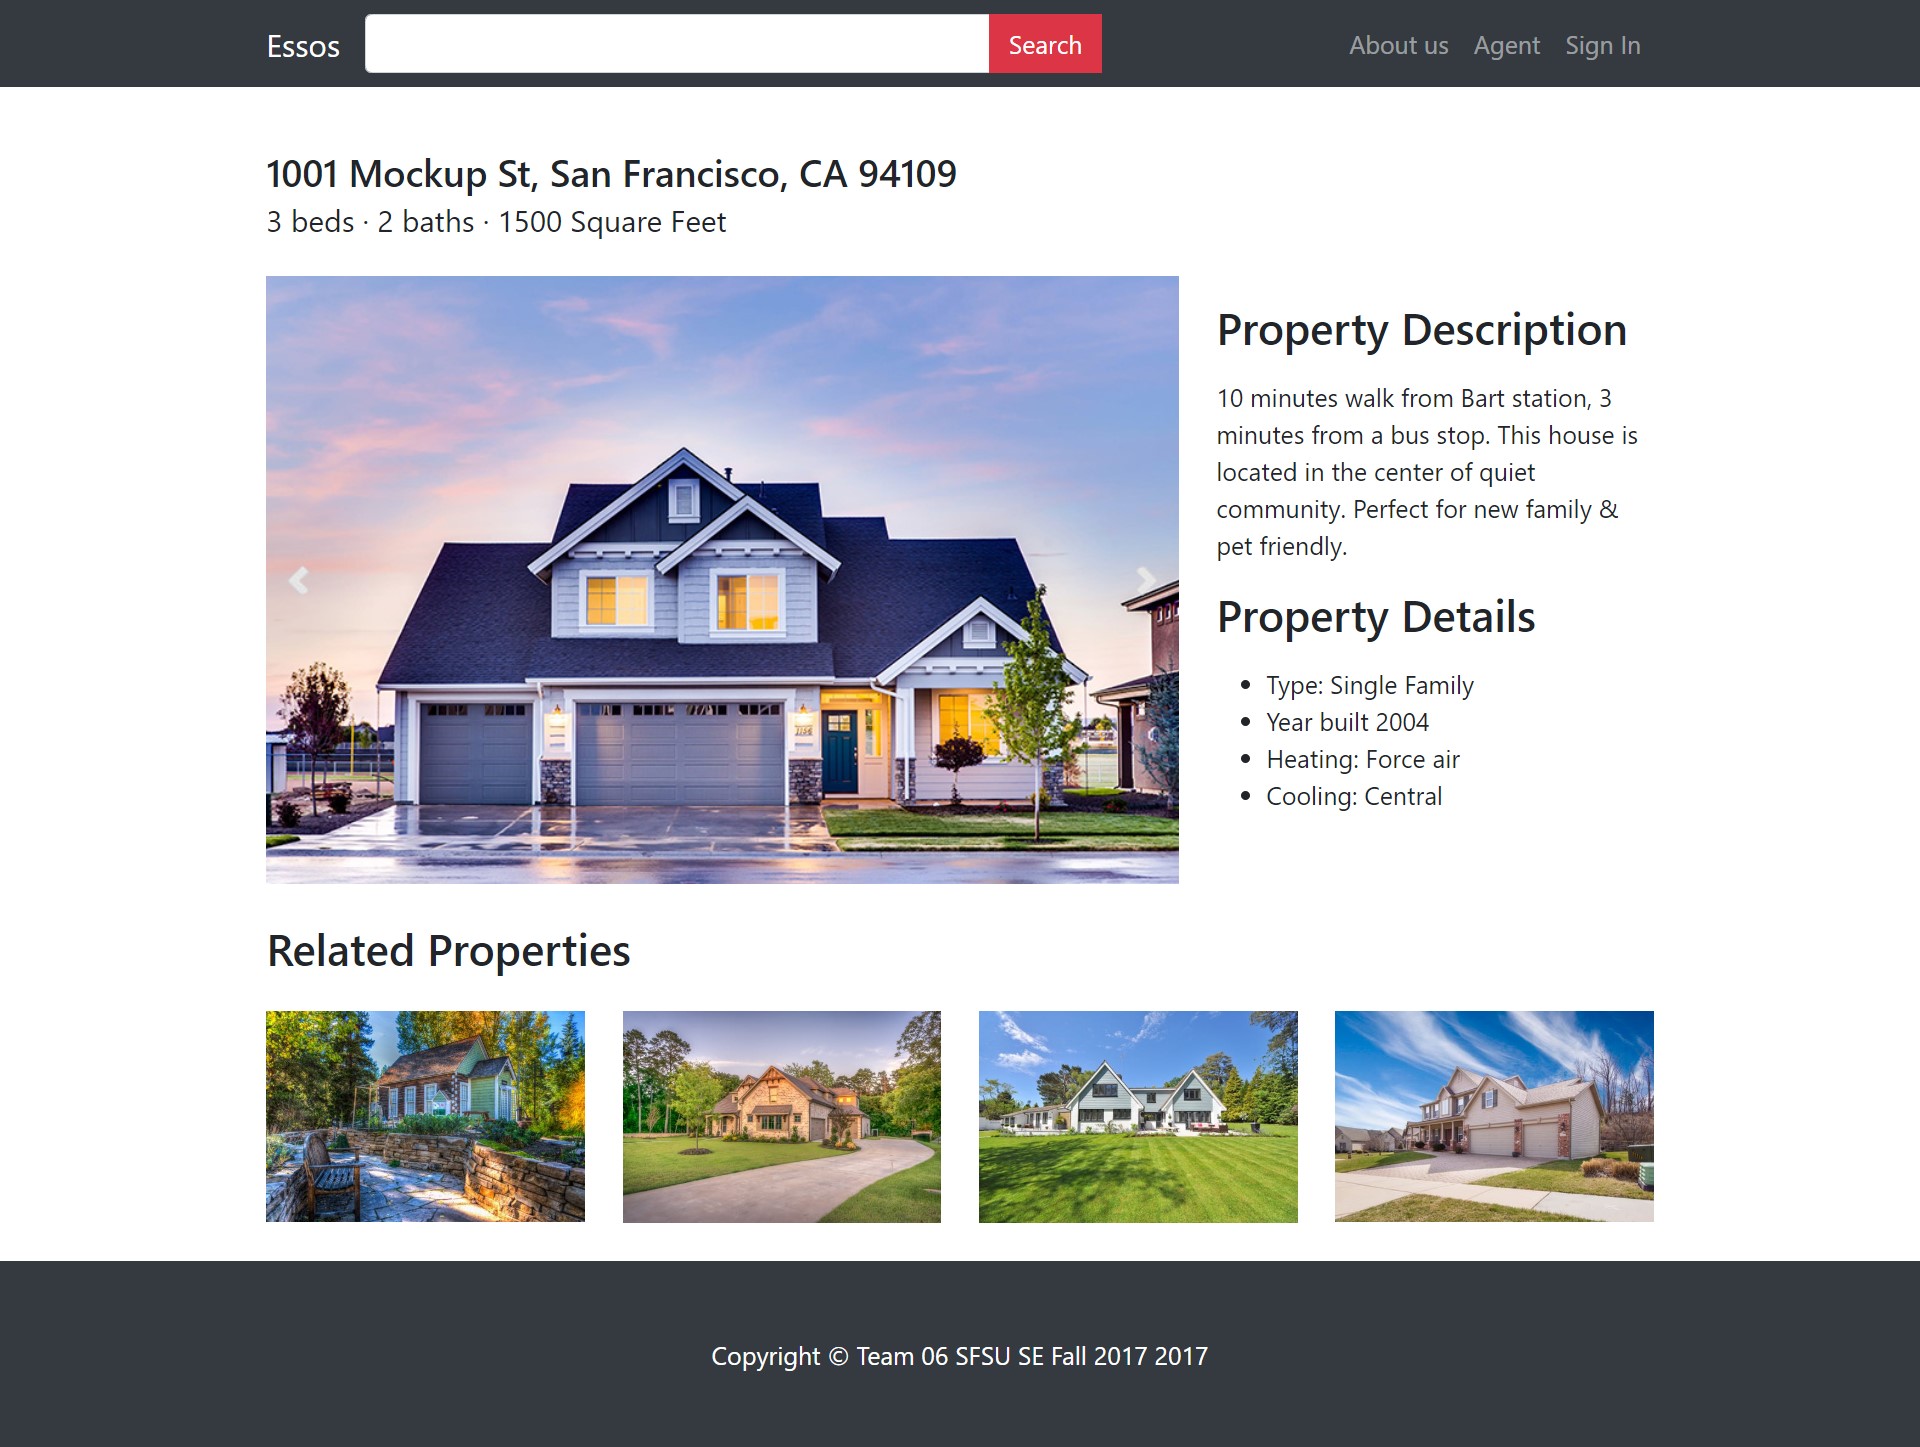 Essos
Search
About us
Agent
Sign In
1001 Mockup St, San Francisco, CA 94109
3 beds · 2 baths · 1500 Square Feet
Property Description
10 minutes walk from Bart station, 3
minutes from a bus stop. This house is
located in the center of quiet
community. Perfect for new family &
pet friendly.
Property Details
• Type: Single Family
• Year built 2004
• Heating: Force air
• Cooling: Central
Related Properties
Copyright © Team 06 SFSU SE Fall 2017 2017